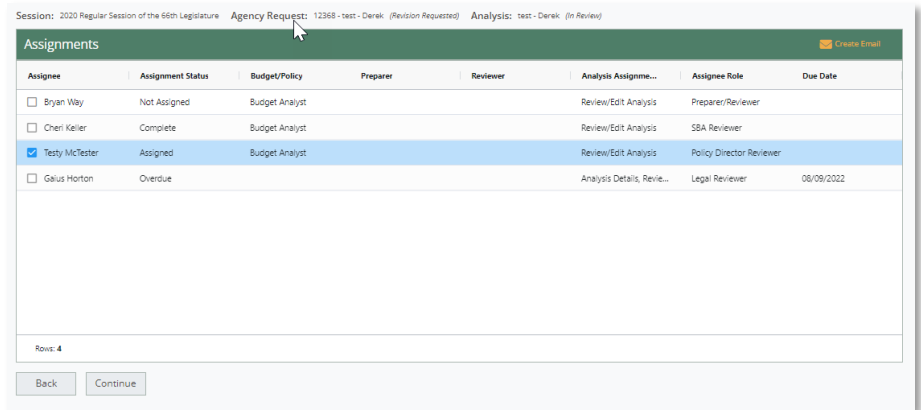 Session: 2020 Regular Session of the 66th Legislature Agency Request: 12368 - test - Derek (Revision Requested) Analysis: test - Derek (In Review)
Assignments Create Email
Assignee Assignment Status Budget/Policy Preparer Reviewer Analysis Assignme... Assignee Role Due Date
Bryan Way Not Assigned Budget Analyst Review/Edit Analysis Preparer/Reviewer
Cheri Keller Complete Budget Analyst Review/Edit Analysis SBA Reviewer
Testy McTester Assigned Budget Analyst Review/Edit Analysis Policy Director Reviewer
Gaius Horton Overdue Analysis Details, Revie... Legal Reviewer 08/09/2022
Rows: 4
Back Continue